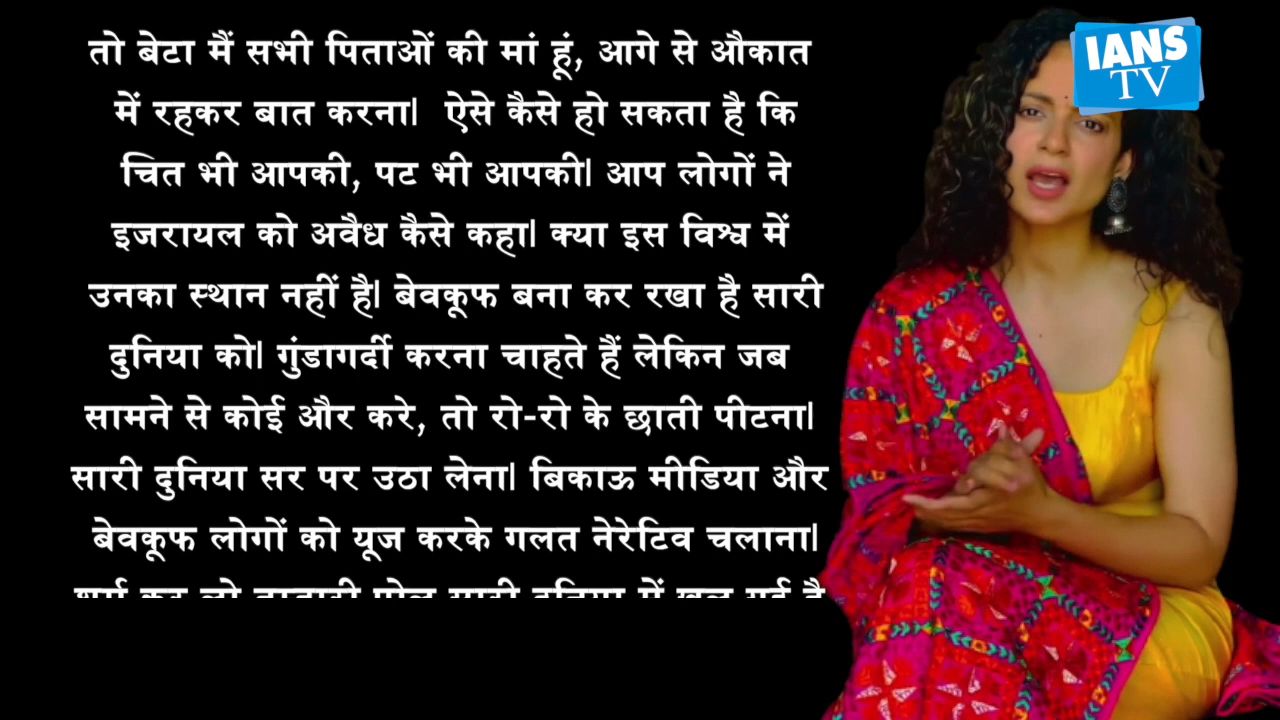 तो बेटा मैं सभी पिताओं की मां हूं, आगे से औकात
में रहकर बात करना| ऐसे कैसे हो सकता है कि
चित भी आपकी, पट भी आपकी| आप लोगों ने
इजरायल को अवैध कैसे कहा| क्या इस विश्व में
उनका स्थान नहीं है| बेवकूफ बना कर रखा है सारी
दुनिया को| गुंडागर्दी करना चाहते हैं लेकिन जब
सामने से कोई और करे, तो रो-रो के छाती पीटना|
सारी दुनिया सर पर उठा लेना| बिकाऊ मीडिया और
बेवकूफ लोगों को यूज करके गलत नेरेटिव चलाना|
IANS
TV